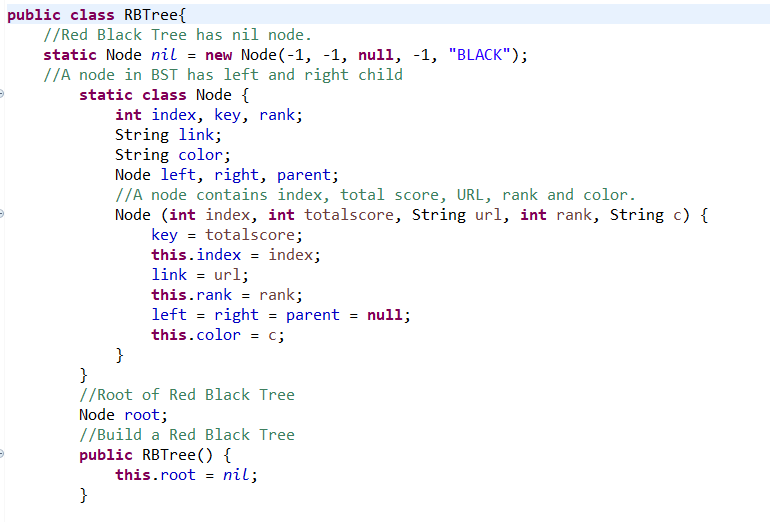 public class RBTree{
    //Red Black Tree has nil node.
    static Node nil = new Node(-1, -1, null, -1, "BLACK");
    //A node in BST has left and right child
        static class Node {
            int index, key, rank;
            String link;
            String color;
            Node left, right, parent;
            //A node contains index, total score, URL, rank and color.
            Node (int index, int totalscore, String url, int rank, String c) {
                key = totalscore;
                this.index = index;
                link = url;
                this.rank = rank;
                left = right = parent = null;
                this.color = c;
            }
        }
        //Root of Red Black Tree
        Node root;
        //Build a Red Black Tree
        public RBTree() {
            this.root = nil;
        }